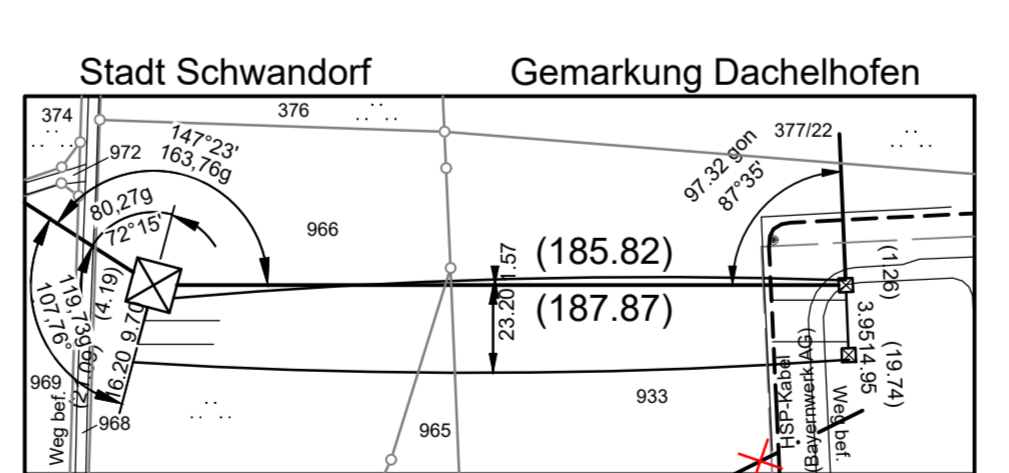 Stadt Schwandorf
Gemarkung Dachelhofen
374
376
377/22
972
147°23'
163,76g
97.32 gon
87°35'
80,27g
72°15'
966
1.57
(185.82)
(187.87)
23.20
(1.26)
(4.19)
119,73g
107,76°
9.70
16.20
3.95
14.95
(19.74)
969
Weg bef.
968
965
933
HSP-Kabel
(Bayernwerk AG)
Weg bef.